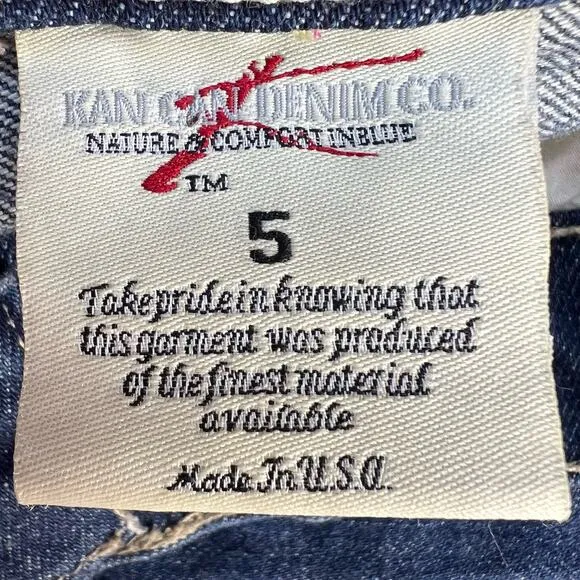 KAN CAN DENIM CO.
NATURE & COMFORT IN BLUE
TM
5
Take pride in knowing that
this garment was produced
of the finest material
available
Made In U.S.A.